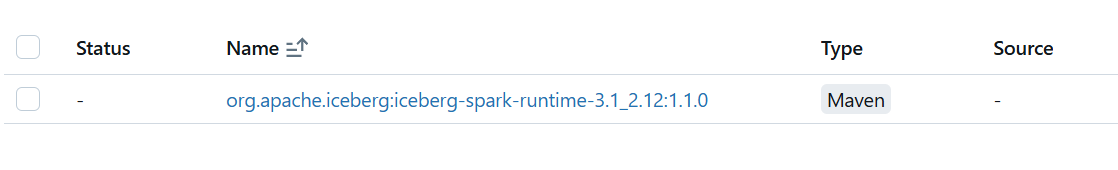 Status Name Type Source
- org.apache.iceberg:iceberg-spark-runtime-3.1_2.12:1.1.0 Maven -